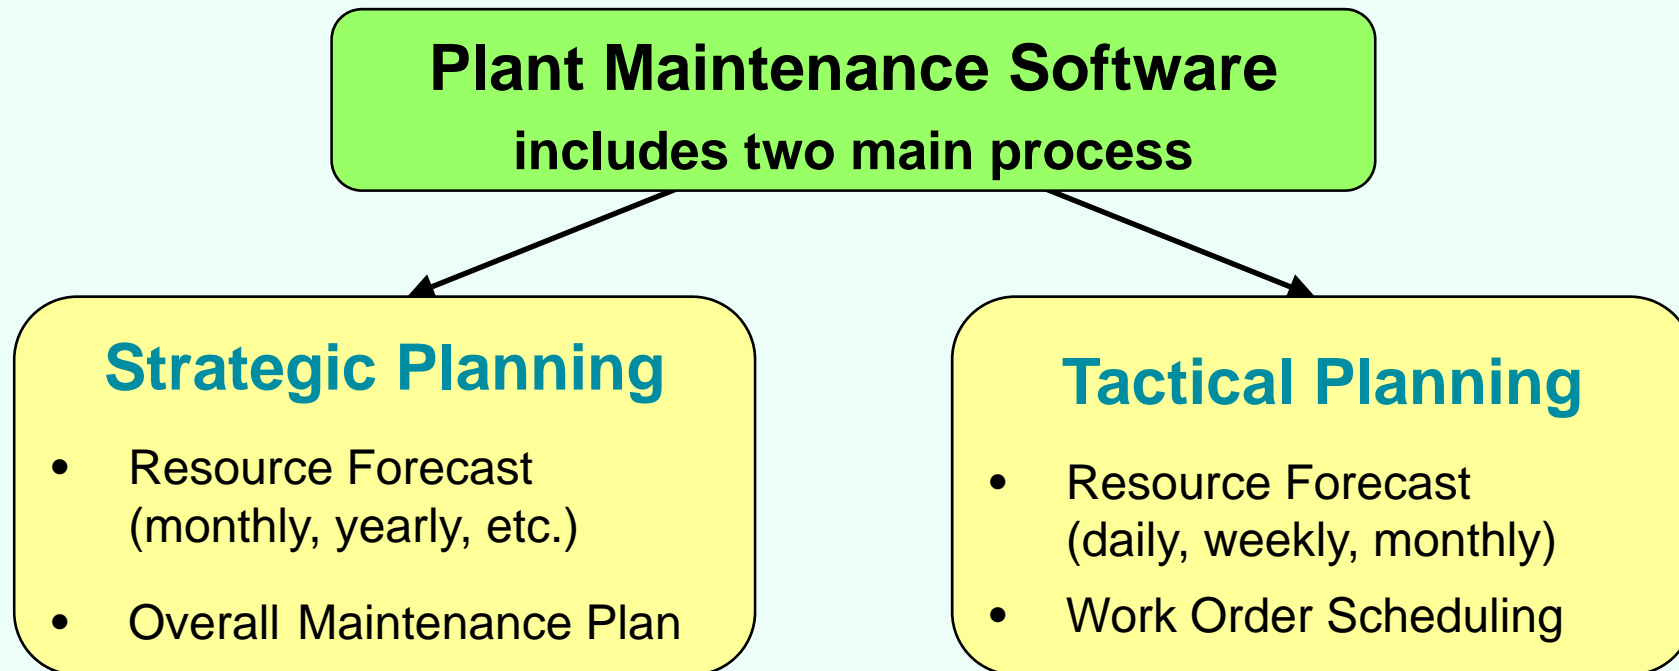 Plant Maintenance Software
includes two main process
Strategic Planning
• Resource Forecast
(monthly, yearly, etc.)
• Overall Maintenance Plan
Tactical Planning
• Resource Forecast
(daily, weekly, monthly)
• Work Order Scheduling